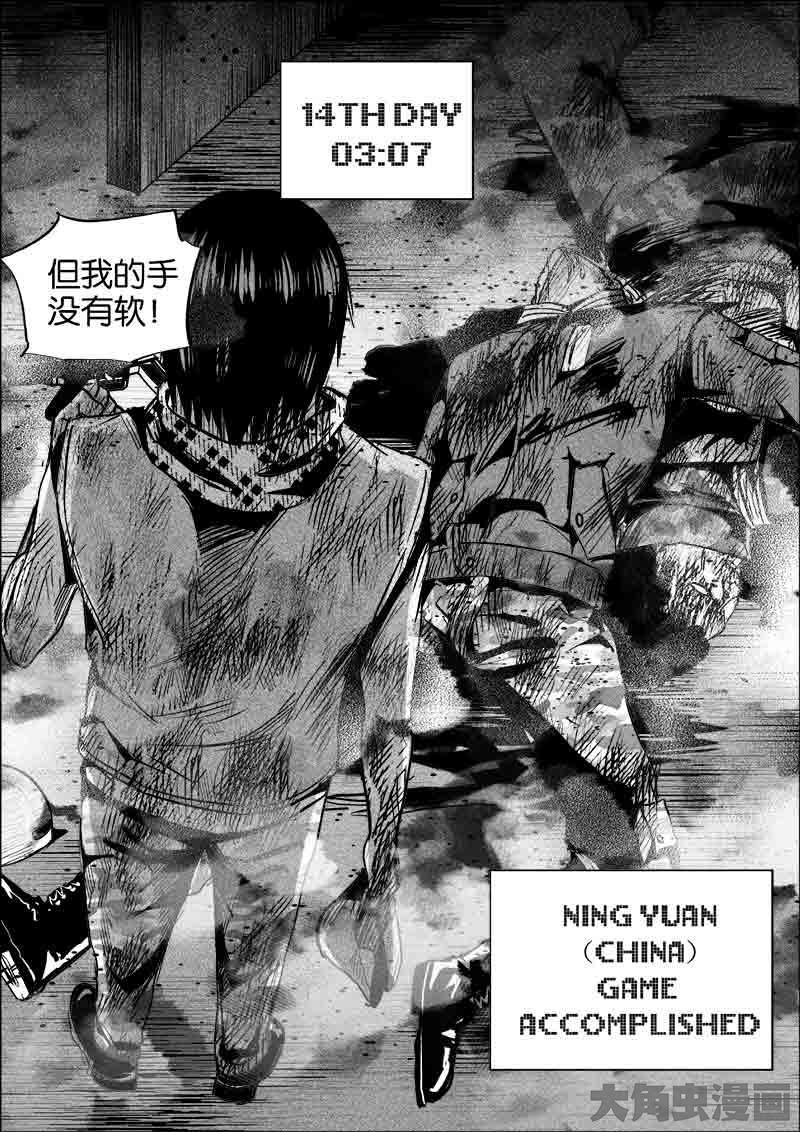 14TH DAY
03:07
但我的手
没有软！
NING YUAN
（CHINA）
GAME
ACCOMPLISHED
大角虫漫画